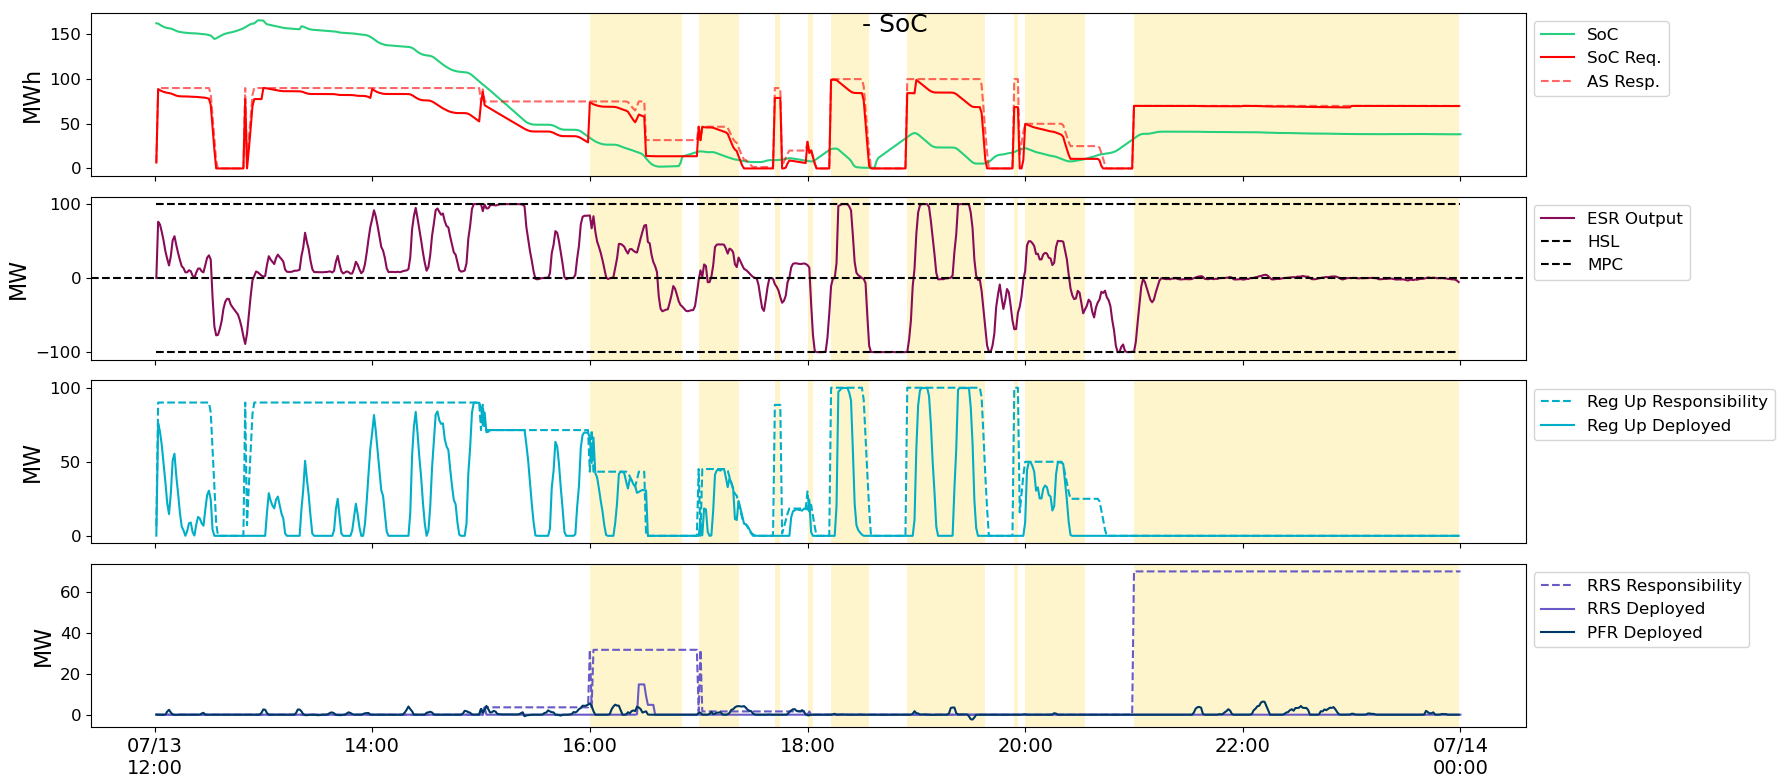 - SoC
150
100
50
0
MWh
SoC
SoC Req.
AS Resp.
100
0
−100
MW
ESR Output
HSL
MPC
100
50
0
MW
Reg Up Responsibility
Reg Up Deployed
60
40
20
0
MW
RRS Responsibility
RRS Deployed
PFR Deployed
07/13 14:00 16:00 18:00 20:00 22:00 07/14
12:00 00:00